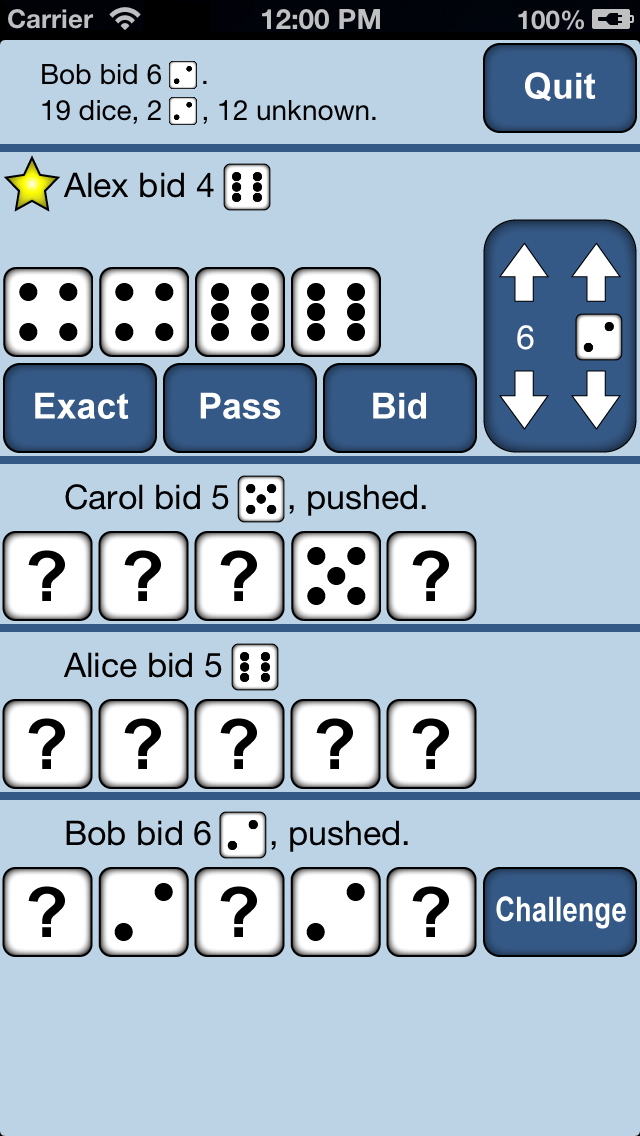 Carrier 12:00 PM 100%
Bob bid 6 .
19 dice, 2 , 12 unknown.
Quit
Alex bid 4
6
Exact Pass Bid
Carol bid 5 , pushed.
? ? ? ?
Alice bid 5
? ? ? ? ?
Bob bid 6 , pushed.
? ? ? Challenge